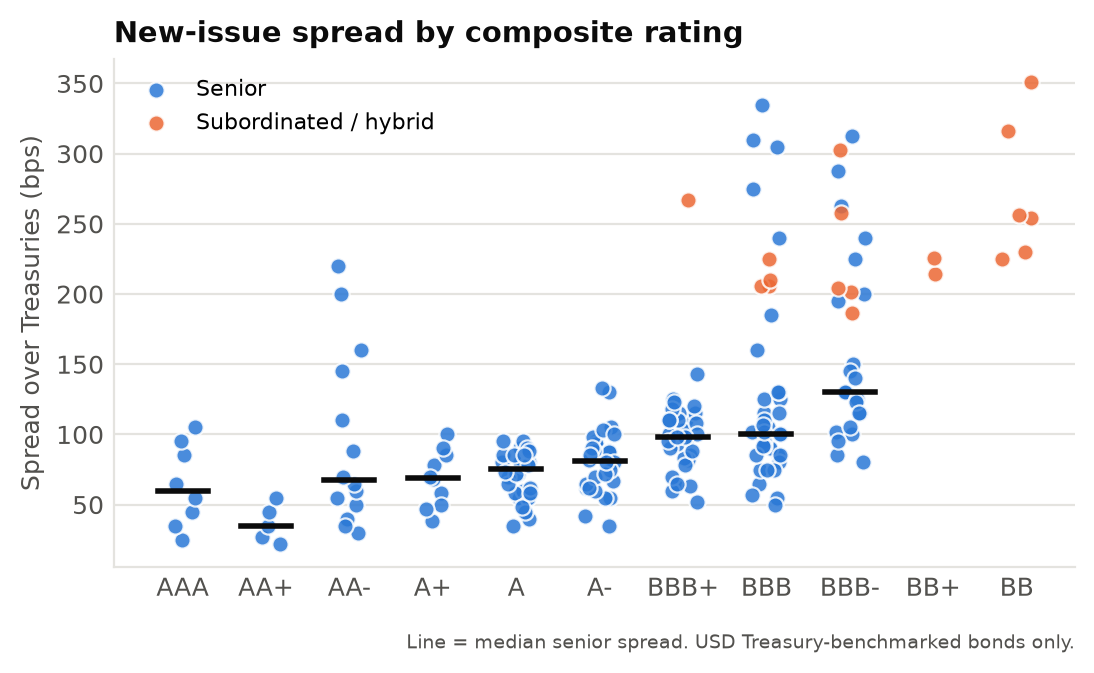 New-issue spread by composite rating
Senior
Subordinated / hybrid
Spread over Treasuries (bps)
350
300
250
200
150
100
50
AAA AA+ AA- A+ A A- BBB+ BBB BBB- BB+ BB
Line = median senior spread. USD Treasury-benchmarked bonds only.